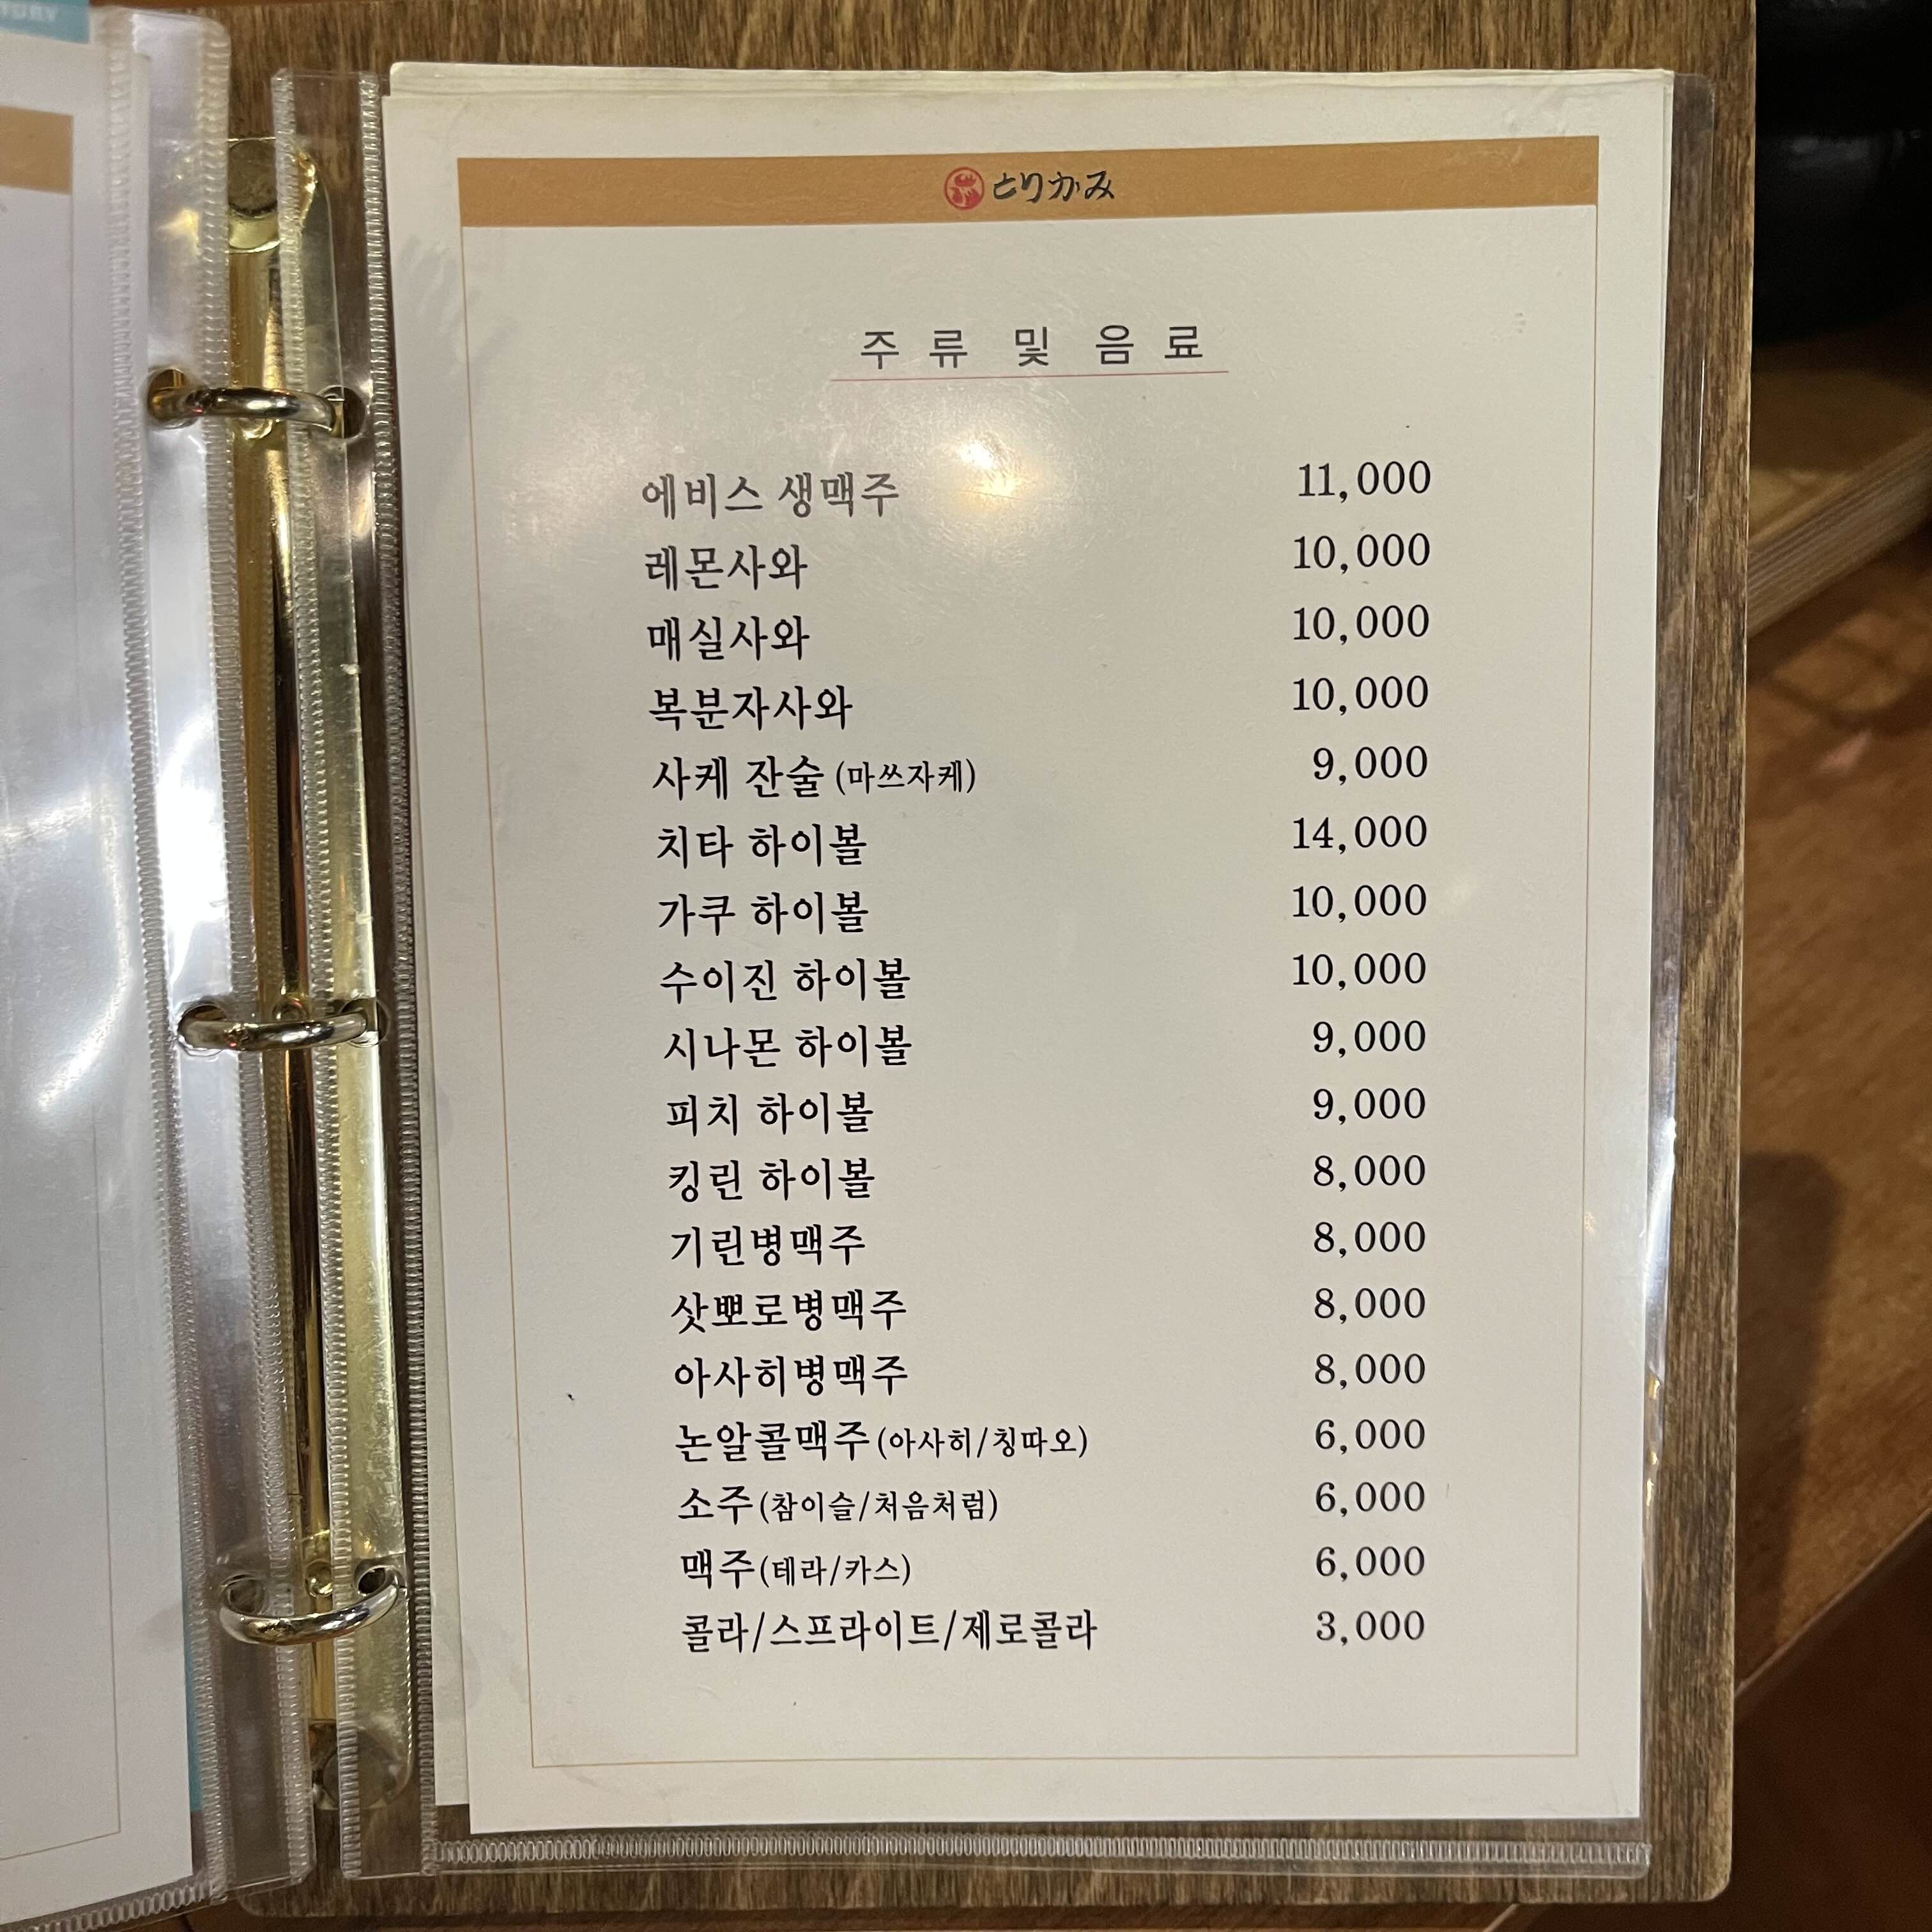 とりかみ
주류 및 음료
에비스 생맥주 11,000
레몬사와 10,000
매실사와 10,000
복분자사와 10,000
사케 잔술 (마쓰자케) 9,000
치타 하이볼 14,000
가쿠 하이볼 10,000
수이진 하이볼 10,000
시나몬 하이볼 9,000
피치 하이볼 9,000
킹린 하이볼 8,000
기린병맥주 8,000
삿뽀로병맥주 8,000
아사히병맥주 8,000
논알콜맥주(아사히/칭따오) 6,000
소주(참이슬/처음처럼) 6,000
맥주(테라/카스) 6,000
콜라/스프라이트/제로콜라 3,000